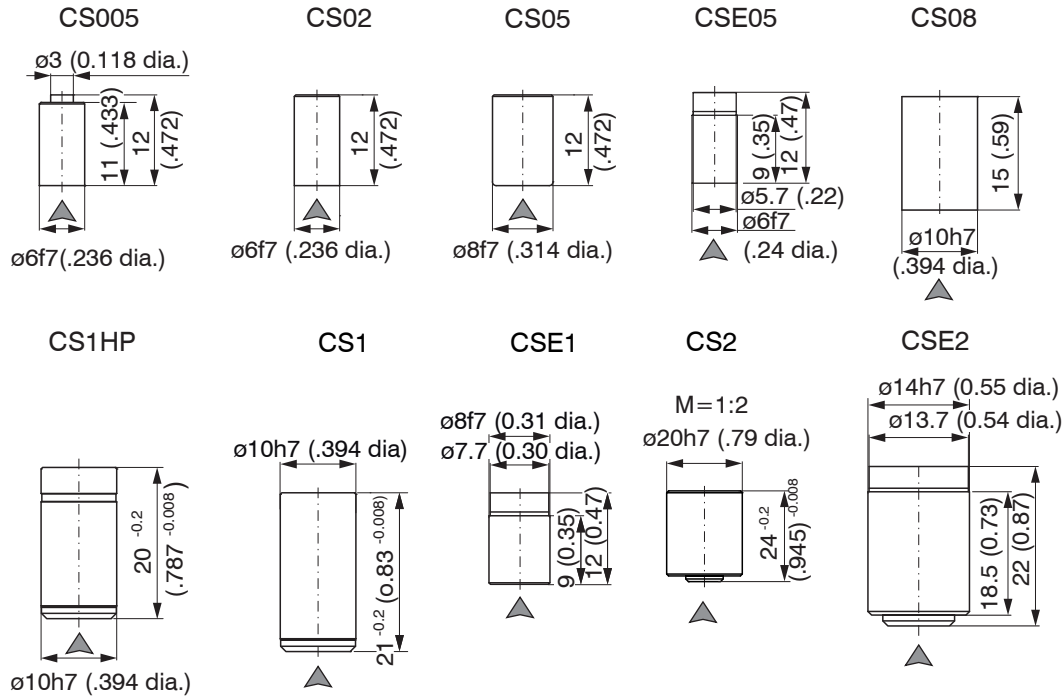 CS005
ø3 (0.118 dia.)
11 (.433)
12
(.472)
ø6f7(.236 dia.)
CS02
12
(.472)
ø6f7 (.236 dia.)
CS05
12
(.472)
ø8f7 (.314 dia.)
CSE05
9 (.35)
12 (.47)
ø5.7 (.22)
ø6f7
(.24 dia.)
CS08
15 (.59)
ø10h7
(.394 dia.)
CS1HP
20 -0.2
(.787 -0.008)
ø10h7 (.394 dia.)
CS1
ø10h7 (.394 dia)
21 -0.2 (o.83 -0.008)
CSE1
ø8f7 (0.31 dia.)
ø7.7 (0.30 dia.)
9 (0.35)
12 (0.47)
CS2
M=1:2
ø20h7 (.79 dia.)
24 -0.2
(.945) -0.008
CSE2
ø14h7 (0.55 dia.)
ø13.7 (0.54 dia.)
18.5 (0.73)
22 (0.87)